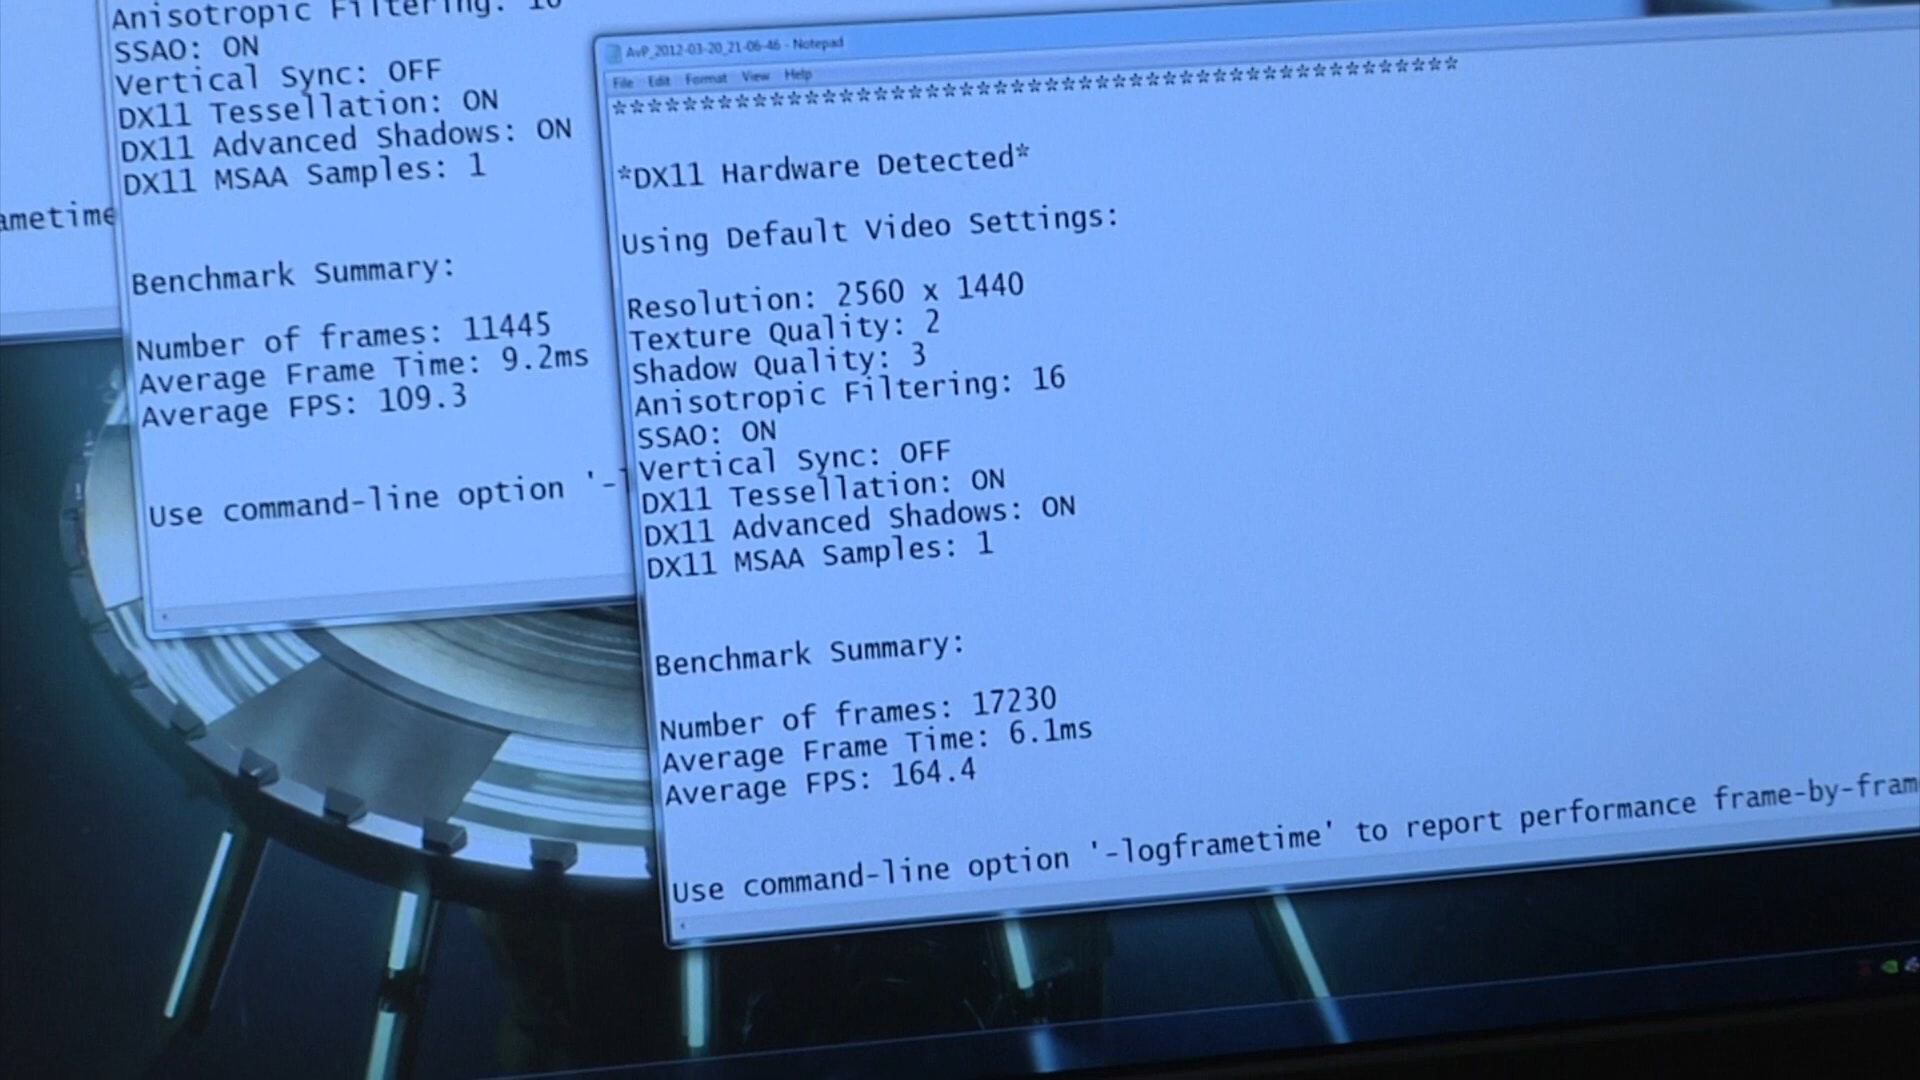 Anisotropic Filtering: 16
SSAO: ON
Vertical Sync: OFF
DX11 Tessellation: ON
DX11 Advanced Shadows: ON
DX11 MSAA Samples: 1
ametime
Benchmark Summary:
Number of frames: 11445
Average Frame Time: 9.2ms
Average FPS: 109.3
Use command-line option '-l
AvP_2012-03-20_21-06-46 - Notepad
File Edit Format View Help
************************************************
*DX11 Hardware Detected*
Using Default Video Settings:
Resolution: 2560 x 1440
Texture Quality: 2
Shadow Quality: 3
Anisotropic Filtering: 16
SSAO: ON
Vertical Sync: OFF
DX11 Tessellation: ON
DX11 Advanced Shadows: ON
DX11 MSAA Samples: 1
Benchmark Summary:
Number of frames: 17230
Average Frame Time: 6.1ms
Average FPS: 164.4
Use command-line option '-logframetime' to report performance frame-by-fram